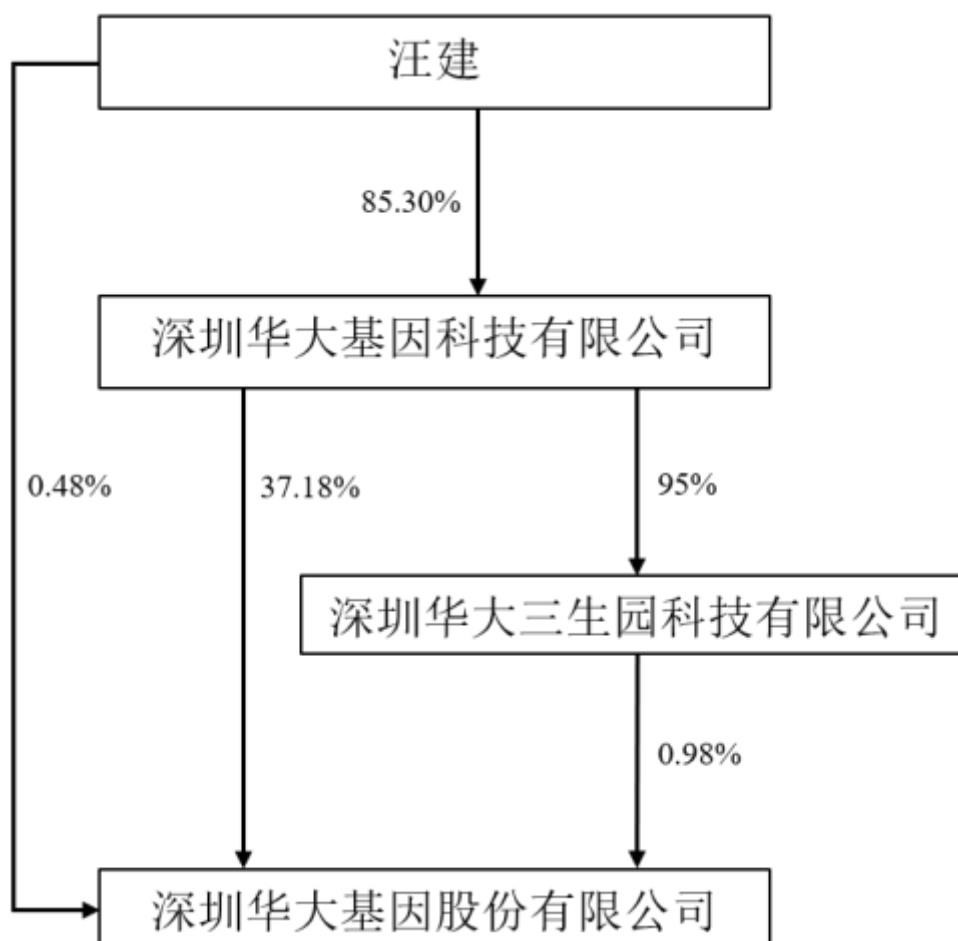 汪建
85.30%
深圳华大基因科技有限公司
0.48%
37.18%
95%
深圳华大三生园科技有限公司
0.98%
深圳华大基因股份有限公司